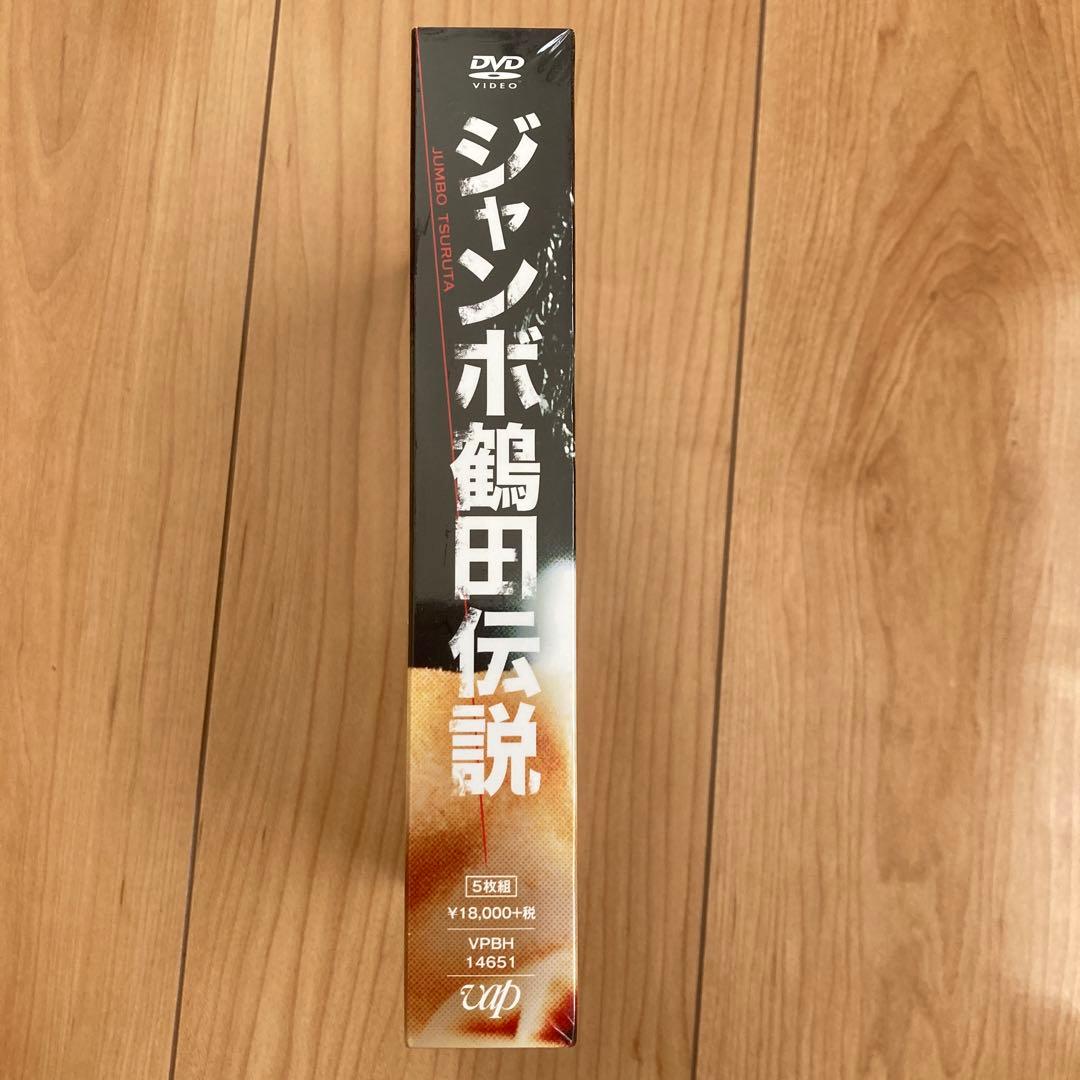 DVD
VIDEO
ジャンボ鶴田伝説
JUMBO TSURUTA
5枚組
¥18,000+税
VPBH
14651
vap